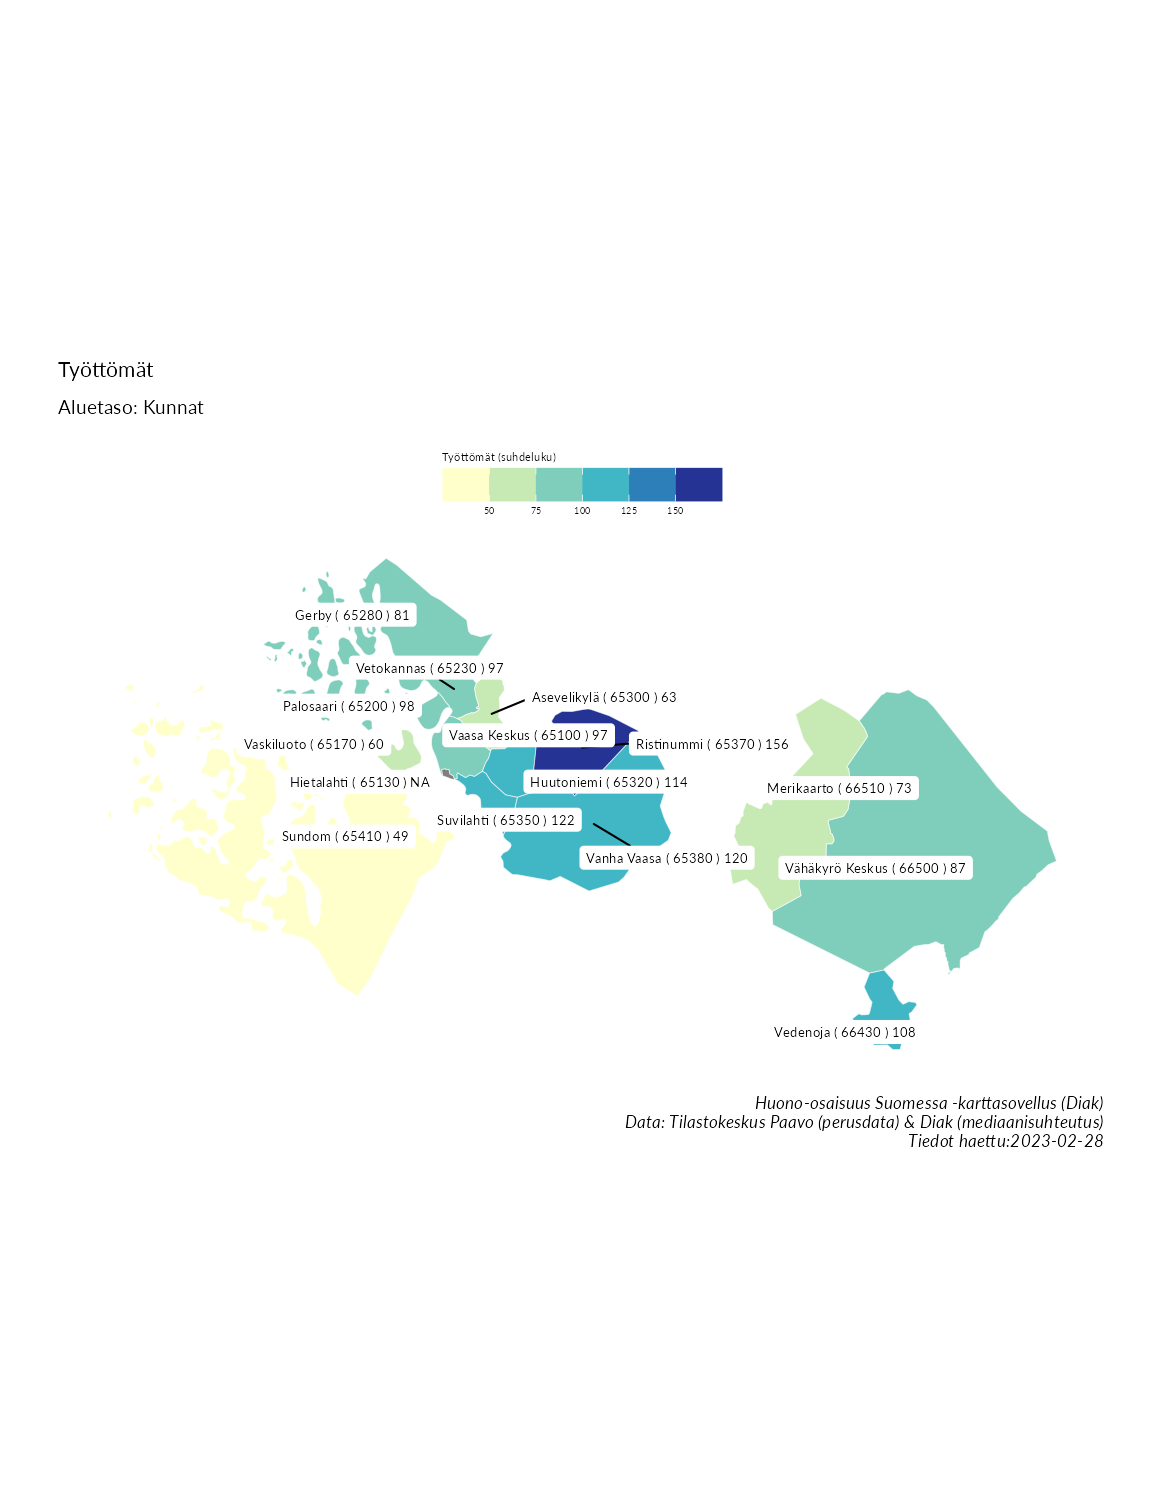 Työttömät
Aluetaso: Kunnat
Työttömät (suhdeluku)
50 75 100 125 150
Gerby ( 65280 ) 81
Vetokannas ( 65230 ) 97
Asevelikylä ( 65300 ) 63
Palosaari ( 65200 ) 98
Vaasa Keskus ( 65100 ) 97
Vaskiluoto ( 65170 ) 60
Ristinummi ( 65370 ) 156
Hietalahti ( 65130 ) NA
Huutoniemi ( 65320 ) 114
Merikaarto ( 66510 ) 73
Suvilahti ( 65350 ) 122
Sundom ( 65410 ) 49
Vanha Vaasa ( 65380 ) 120
Vähäkyrö Keskus ( 66500 ) 87
Vedenoja ( 66430 ) 108
Huono-osaisuus Suomessa -karttasovellus (Diak)
Data: Tilastokeskus Paavo (perusdata) & Diak (mediaanisuhteutus)
Tiedot haettu:2023-02-28